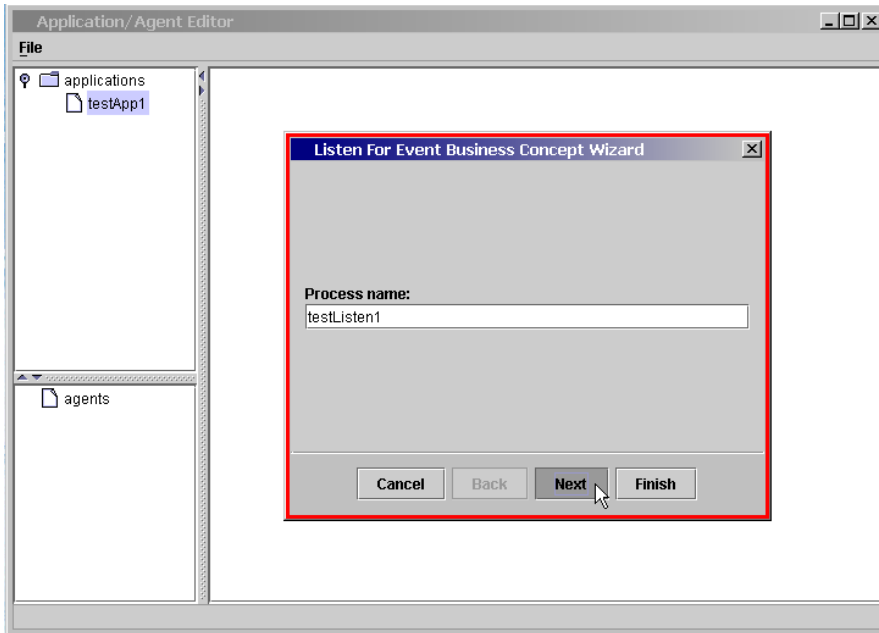 Application/Agent Editor
File
applications
testApp1
Listen For Event Business Concept Wizard
Process name:
testListen1
agents
Cancel Back Next Finish